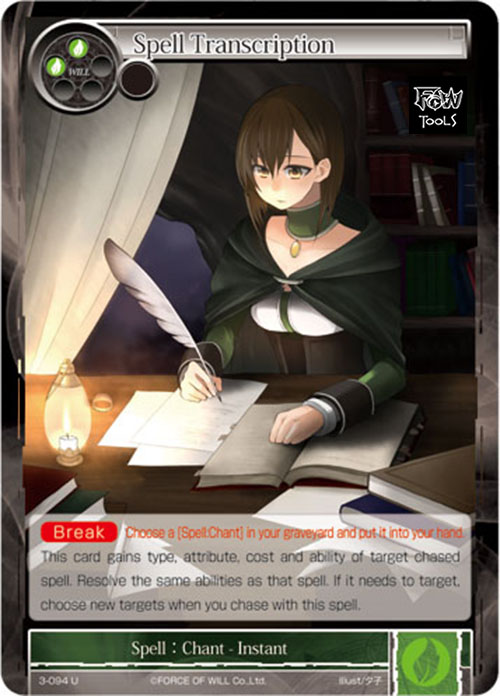 Spell Transcription
WILL
FOW
TOOLS
Break Choose a [Spell:Chant] in your graveyard and put it into your hand.
This card gains type, attribute, cost and ability of target chased
spell. Resolve the same abilities as that spell. If it needs to target,
choose new targets when you chase with this spell.
Spell : Chant - Instant
3-094 U ©FORCE OF WILL Co.,Ltd. Illust/タ子